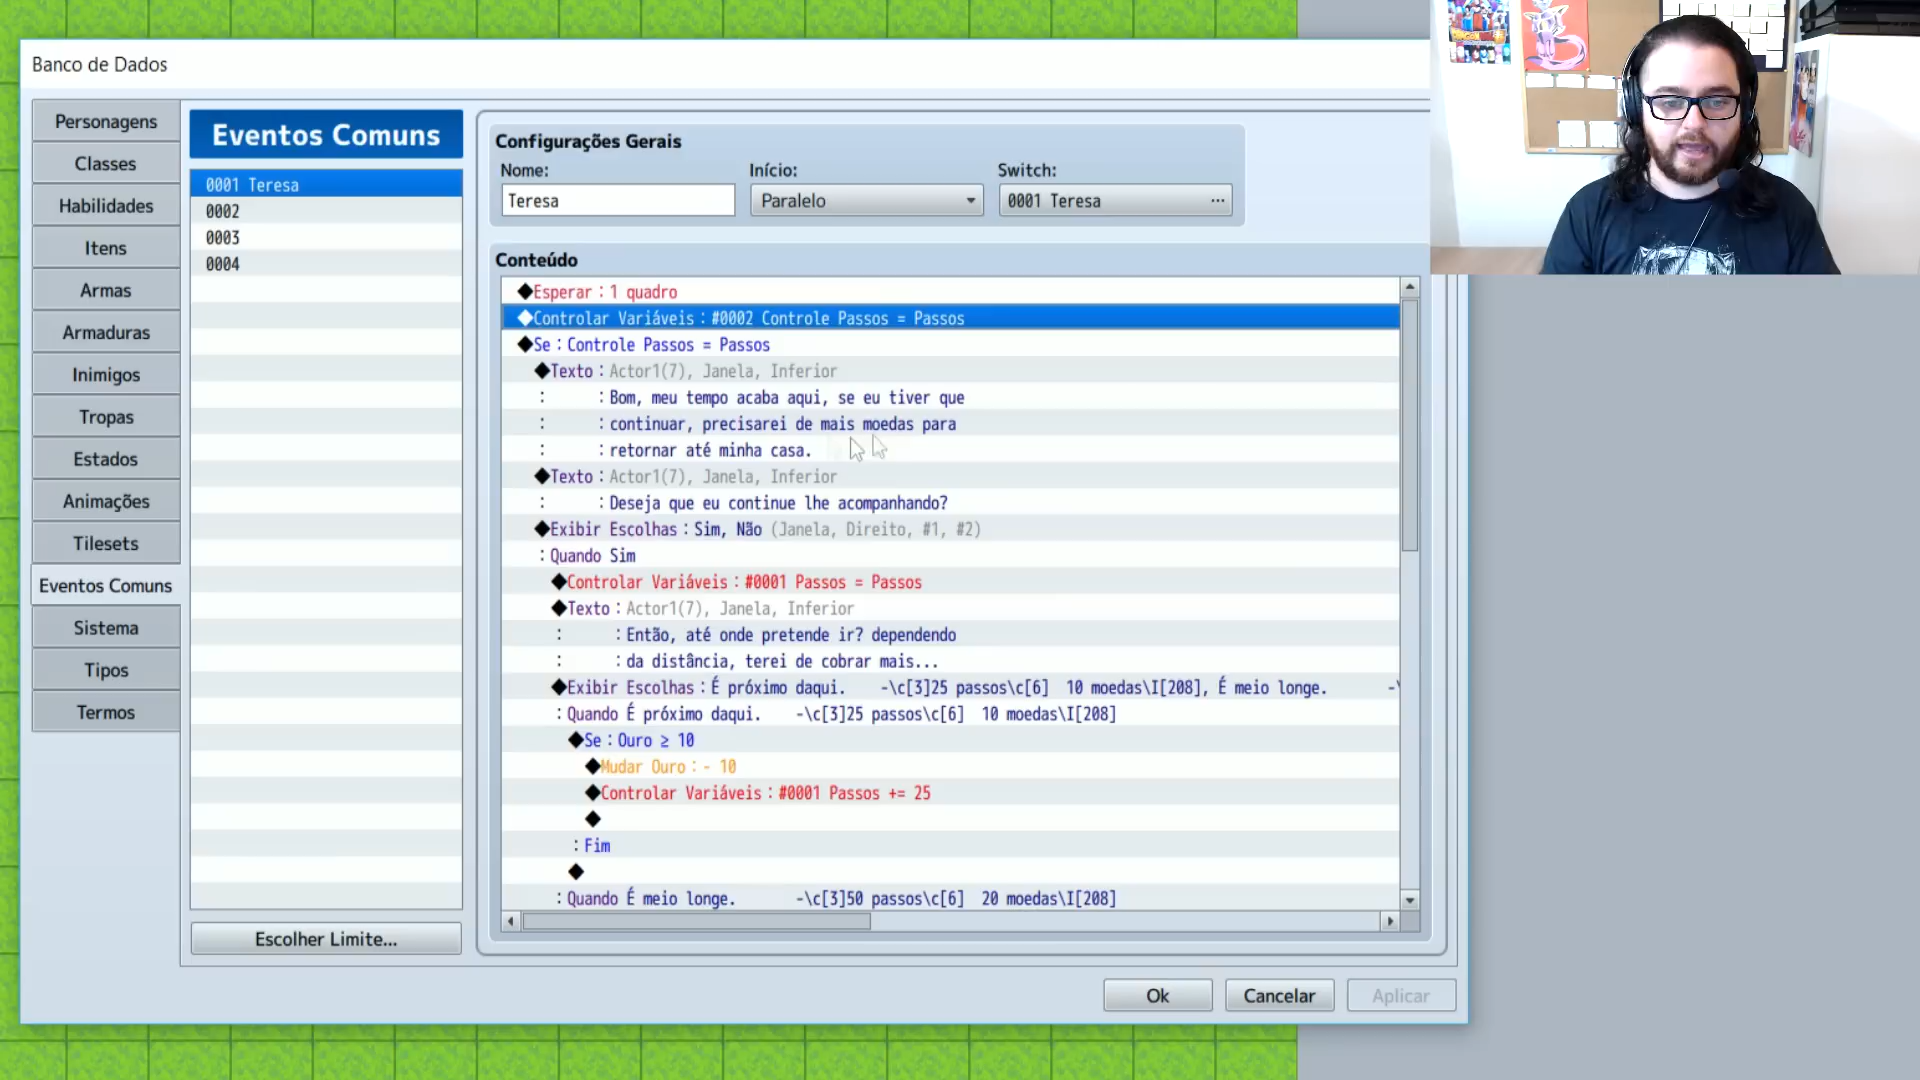 Banco de Dados
Personagens
Classes
Habilidades
Itens
Armas
Armaduras
Inimigos
Tropas
Estados
Animações
Tilesets
Eventos Comuns
Sistema
Tipos
Termos
Eventos Comuns
0001 Teresa
0002
0003
0004
Escolher Limite...
Configurações Gerais
Nome: Início: Switch:
Teresa Paralelo 0001 Teresa ...
Conteúdo
◆Esperar : 1 quadro
◆Controlar Variáveis : #0002 Controle Passos = Passos
◆Se : Controle Passos = Passos
◆Texto : Actor1(7), Janela, Inferior
: : Bom, meu tempo acaba aqui, se eu tiver que
: : continuar, precisarei de mais moedas para
: : retornar até minha casa.
◆Texto : Actor1(7), Janela, Inferior
: : Deseja que eu continue lhe acompanhando?
◆Exibir Escolhas : Sim, Não (Janela, Direito, #1, #2)
: Quando Sim
◆Controlar Variáveis : #0001 Passos = Passos
◆Texto : Actor1(7), Janela, Inferior
: : Então, até onde pretende ir? dependendo
: : da distância, terei de cobrar mais...
◆Exibir Escolhas : É próximo daqui. -\c[3]25 passos\c[6] 10 moedas\I[208], É meio longe. -\
: Quando É próximo daqui. -\c[3]25 passos\c[6] 10 moedas\I[208]
◆Se : Ouro ≥ 10
◆Mudar Ouro : - 10
◆Controlar Variáveis : #0001 Passos += 25
◆
: Fim
◆
: Quando É meio longe. -\c[3]50 passos\c[6] 20 moedas\I[208]
Ok Cancelar Aplicar